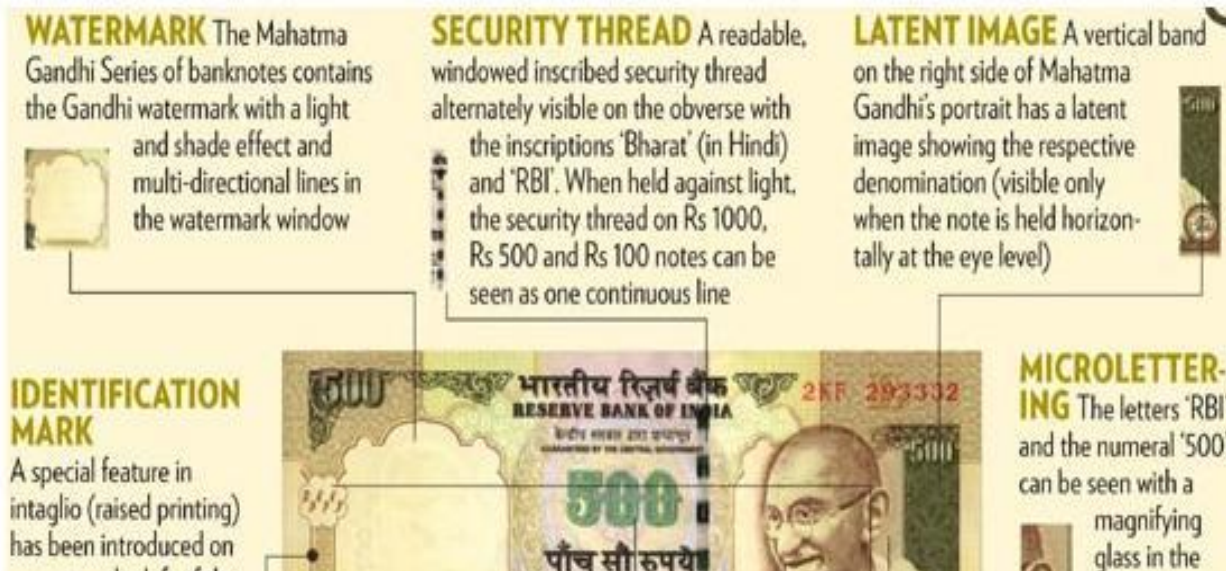 WATERMARK The Mahatma
Gandhi Series of banknotes contains
the Gandhi watermark with a light
and shade effect and
multi-directional lines in
the watermark window
SECURITY THREAD A readable,
windowed inscribed security thread
alternately visible on the obverse with
the inscriptions 'Bharat' (in Hindi)
and 'RBI'. When held against light,
the security thread on Rs 1000,
Rs 500 and Rs 100 notes can be
seen as one continuous line
LATENT IMAGE A vertical band
on the right side of Mahatma
Gandhi's portrait has a latent
image showing the respective
denomination (visible only
when the note is held horizon-
tally at the eye level)
500
IDENTIFICATION
MARK
A special feature in
intaglio (raised printing)
has been introduced on
500
भारतीय रिज़र्व बैंक
RESERVE BANK OF INDIA
2KF 293332
500
500
पाँच सौ रुपये
MICROLETTER-
ING The letters 'RBI'
and the numeral '500
can be seen with a
magnifying
glass in the